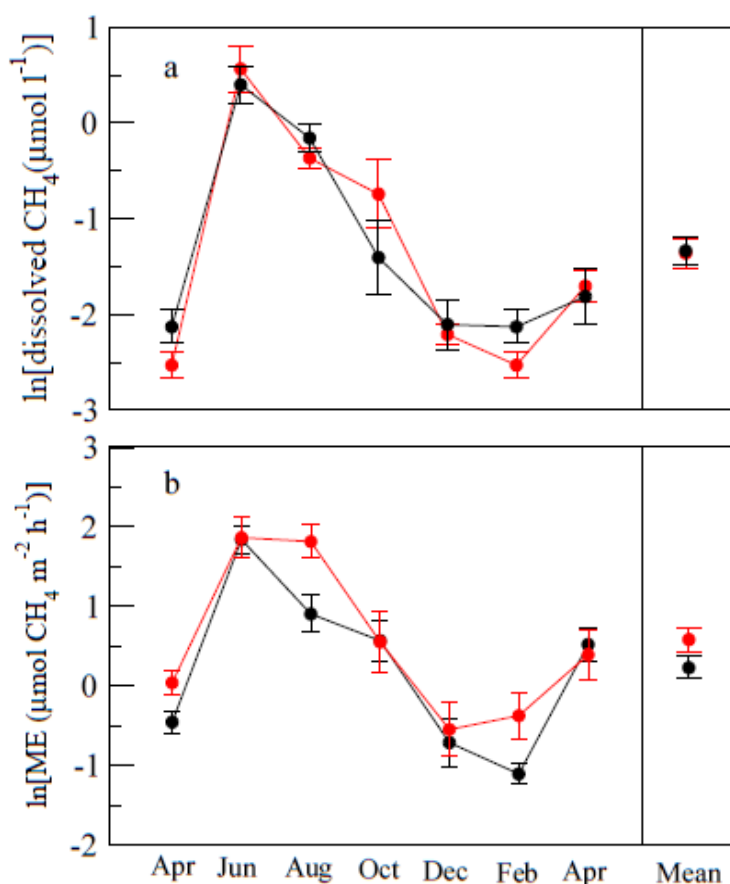 a
ln[dissolved CH₄(μmol l⁻¹)]
1
0
-1
-2
-3
b
ln[ME (μmol CH₄ m⁻² h⁻¹)]
3
2
1
0
-1
-2
Apr Jun Aug Oct Dec Feb Apr Mean